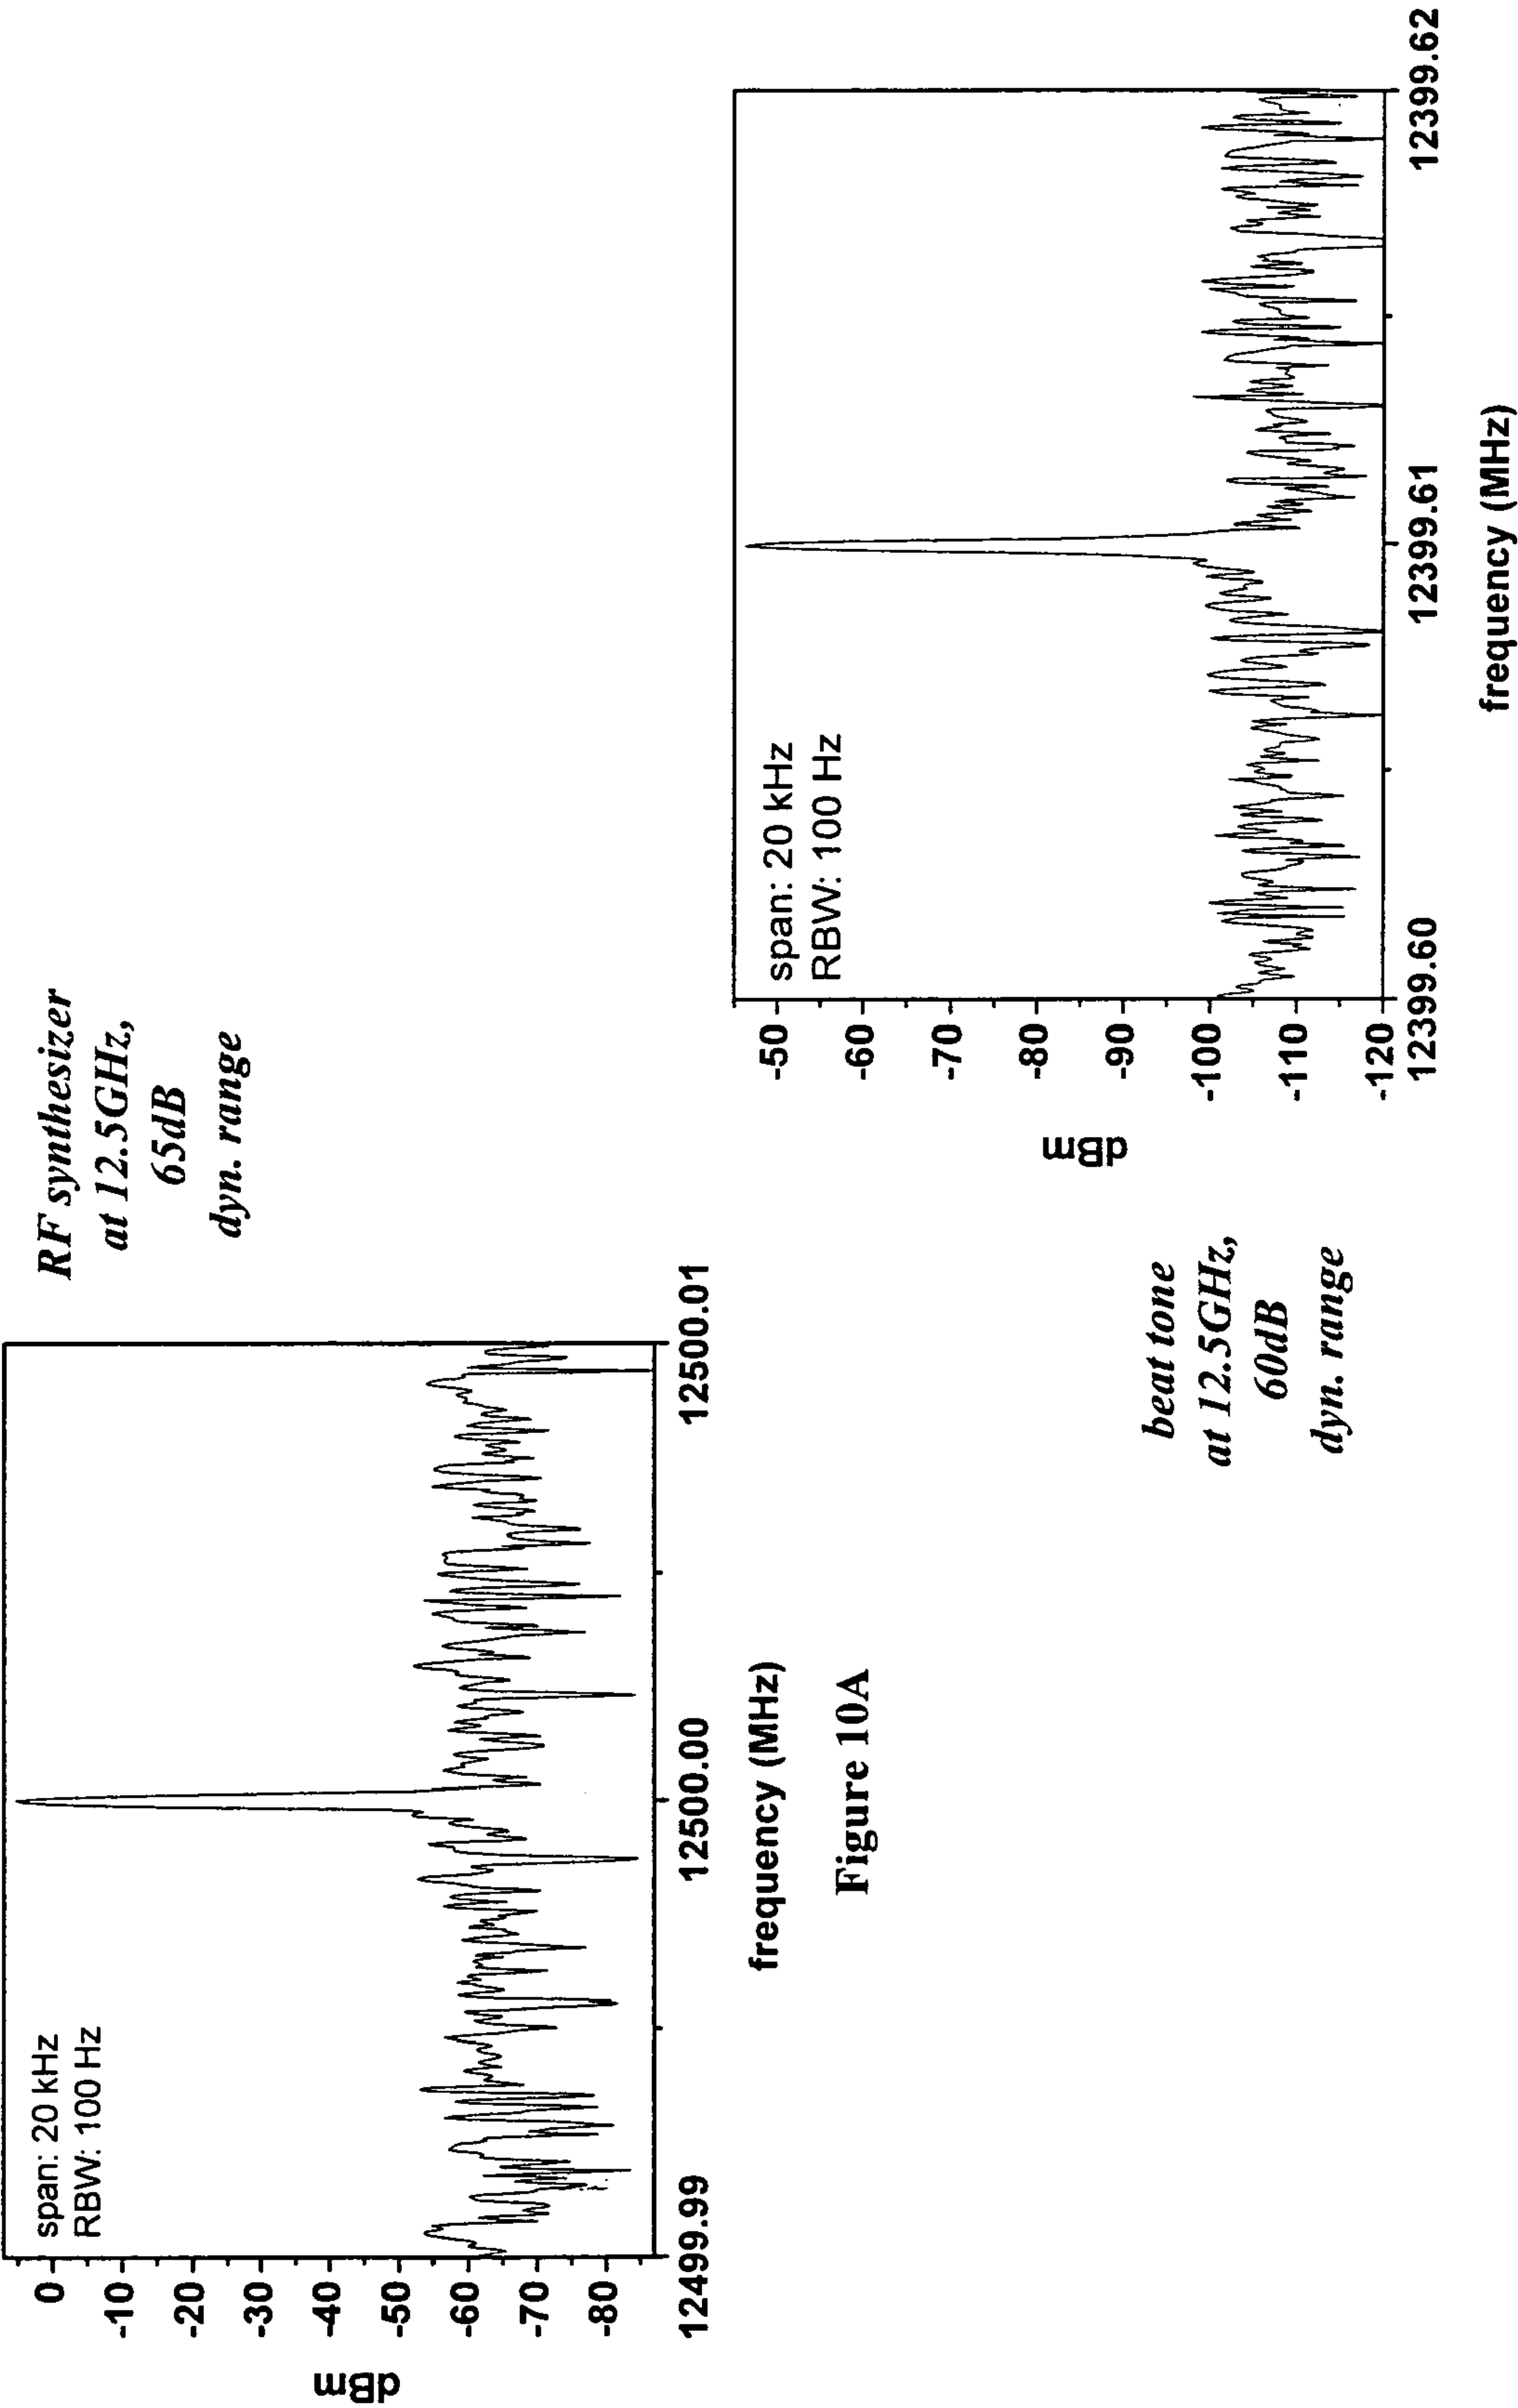 RF synthesizer
at 12.5GHz,
65dB
dyn. range
span: 20 kHz
RBW: 100 Hz
0
-10
-20
-30
-40
-50
-60
-70
-80
dBm
12499.99
12500.00
12500.01
frequency (MHz)
Figure 10A
beat tone
at 12.5GHz,
60dB
dyn. range
span: 20 kHz
RBW: 100 Hz
-50
-60
-70
-80
-90
-100
-110
-120
dBm
12399.60
12399.61
12399.62
frequency (MHz)